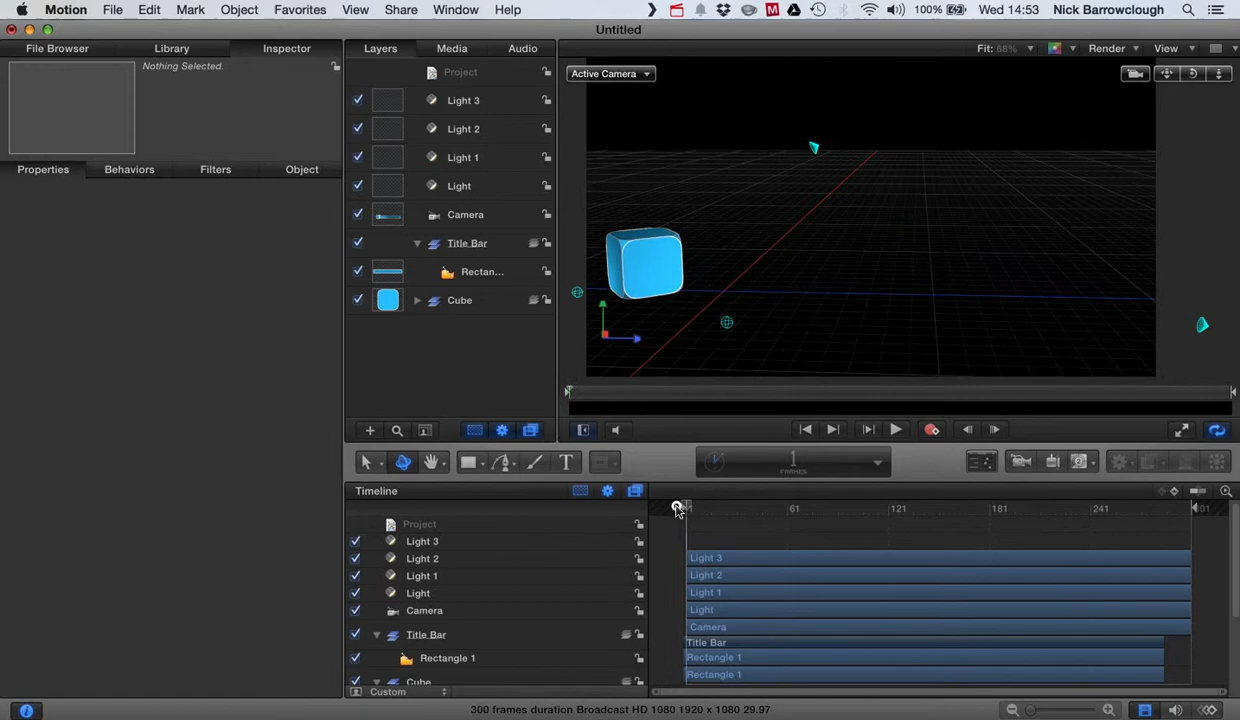 Motion File Edit Mark Object Favorites View Share Window Help 100% Wed 14:53 Nick Barrowclough
Untitled
File Browser Library Inspector Layers Media Audio Fit: 68% Render View
Nothing Selected.
Project
Active Camera
Light 3
Light 2
Light 1
Properties Behaviors Filters Object
Light
Camera
Title Bar
Rectan...
Cube
1
FRAMES
T
Timeline
1 61 121 181 241 301
Project
Light 3 Light 3
Light 2 Light 2
Light 1 Light 1
Light Light
Camera Camera
Title Bar Title Bar
Rectangle 1 Rectangle 1
Rectangle 1
Cube
Custom
300 frames duration Broadcast HD 1080 1920 x 1080 29.97